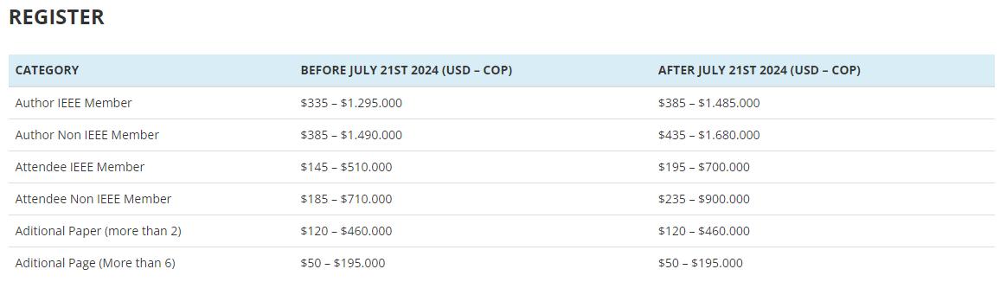 REGISTER
CATEGORY BEFORE JULY 21ST 2024 (USD – COP) AFTER JULY 21ST 2024 (USD – COP)
Author IEEE Member $335 – $1.295.000 $385 – $1.485.000
Author Non IEEE Member $385 – $1.490.000 $435 – $1.680.000
Attendee IEEE Member $145 – $510.000 $195 – $700.000
Attendee Non IEEE Member $185 – $710.000 $235 – $900.000
Aditional Paper (more than 2) $120 – $460.000 $120 – $460.000
Aditional Page (More than 6) $50 – $195.000 $50 – $195.000